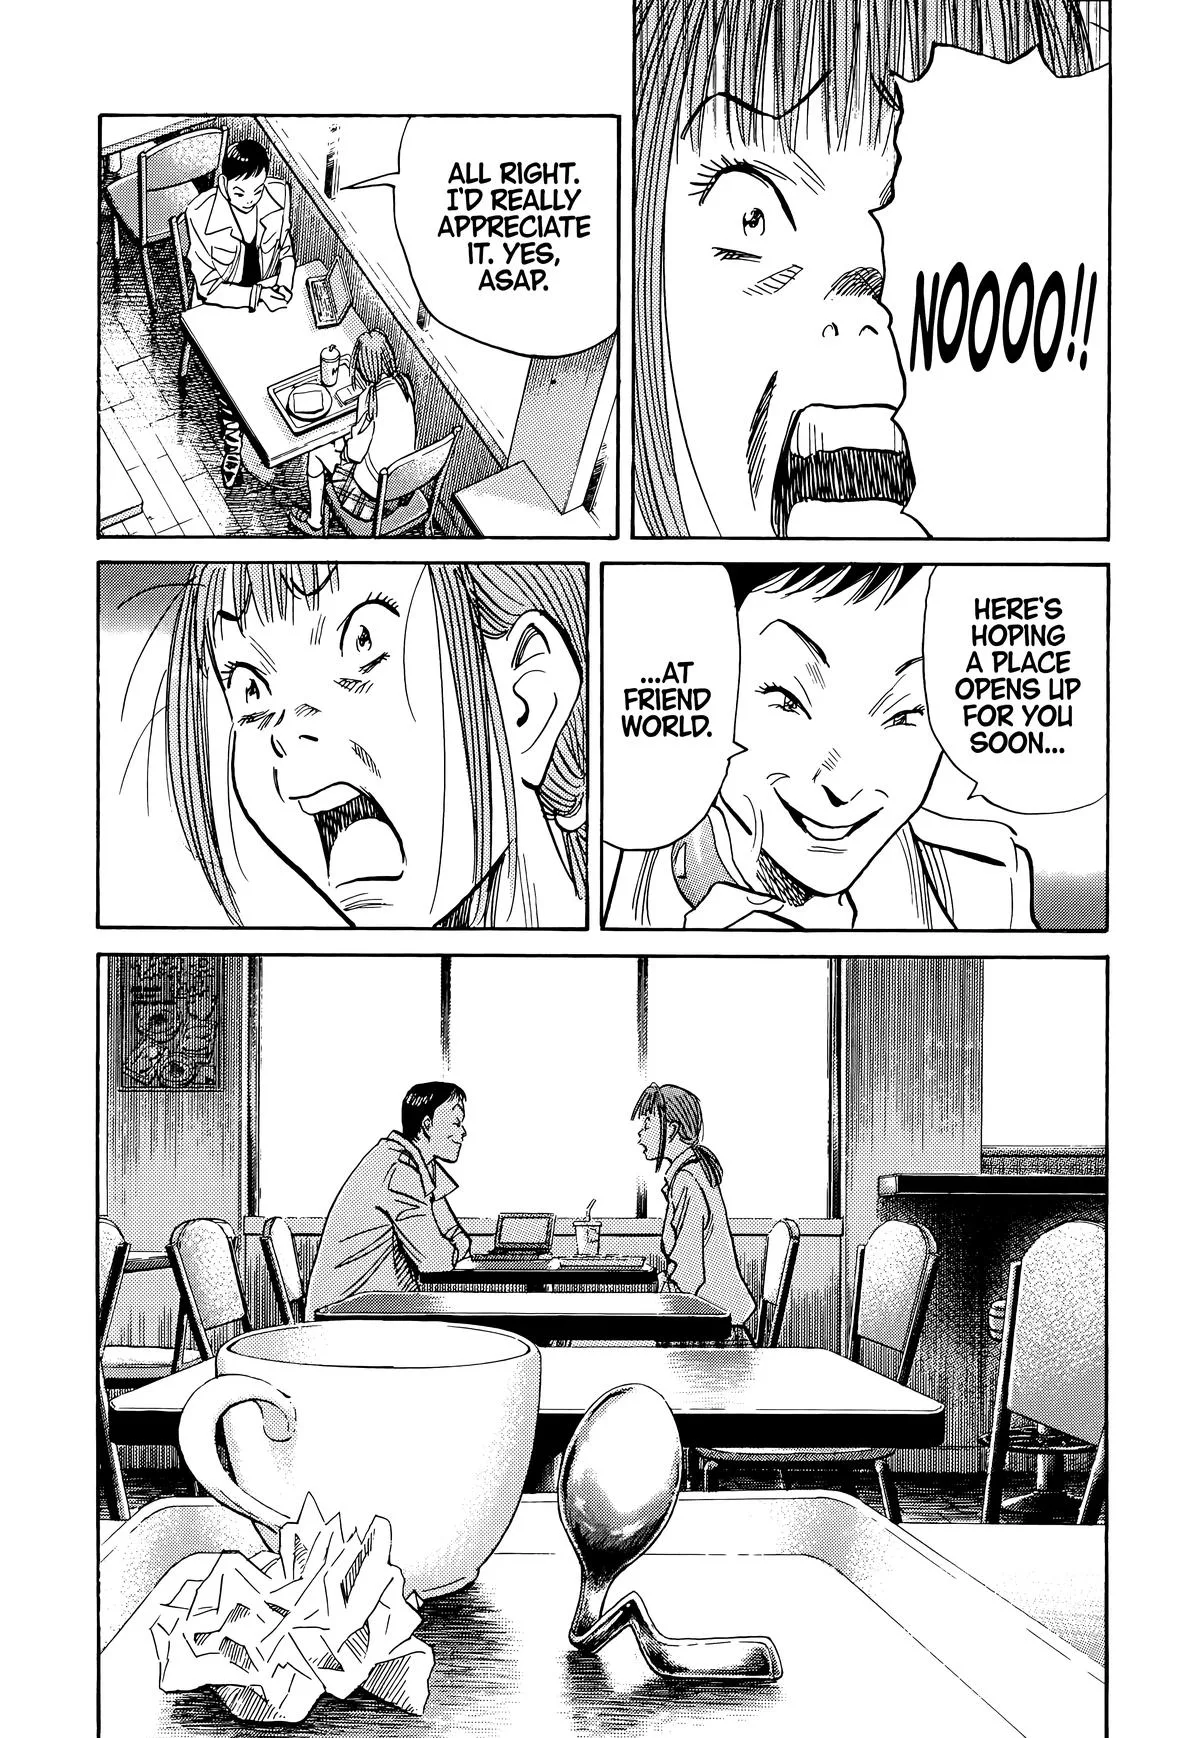 NOOOO!!
ALL RIGHT.
I'D REALLY
APPRECIATE
IT. YES,
ASAP.
HERE'S
HOPING
A PLACE
OPENS UP
FOR YOU
SOON...
...AT
FRIEND
WORLD.